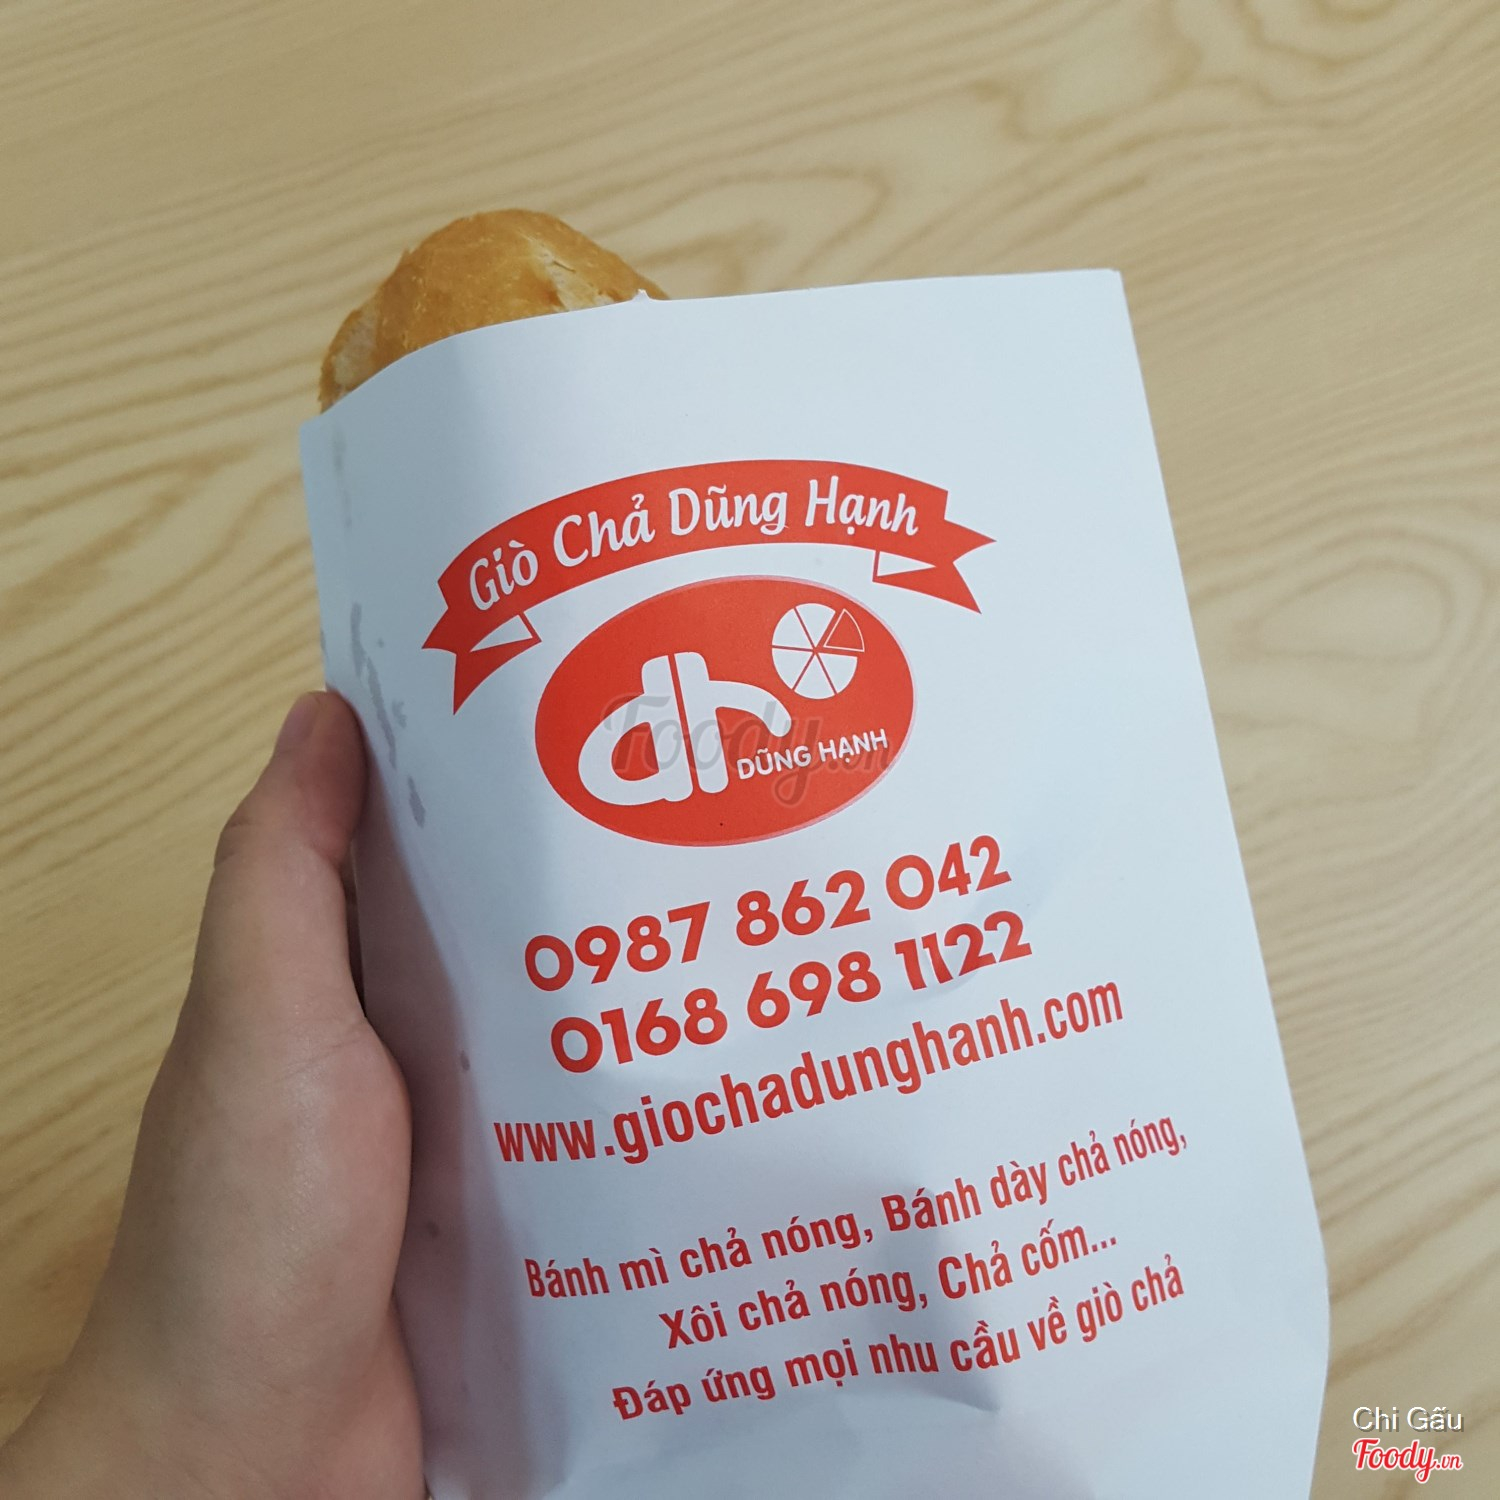 Giò Chả Dũng Hạnh
dh
DŨNG HẠNH
Foody.vn
0987 862 042
0168 698 1122
www.giochadunghanh.com
Bánh mì chả nóng, Bánh dày chả nóng,
Xôi chả nóng, Chả cốm...
Đáp ứng mọi nhu cầu về giò chả
Chi Gấu
Foody.vn